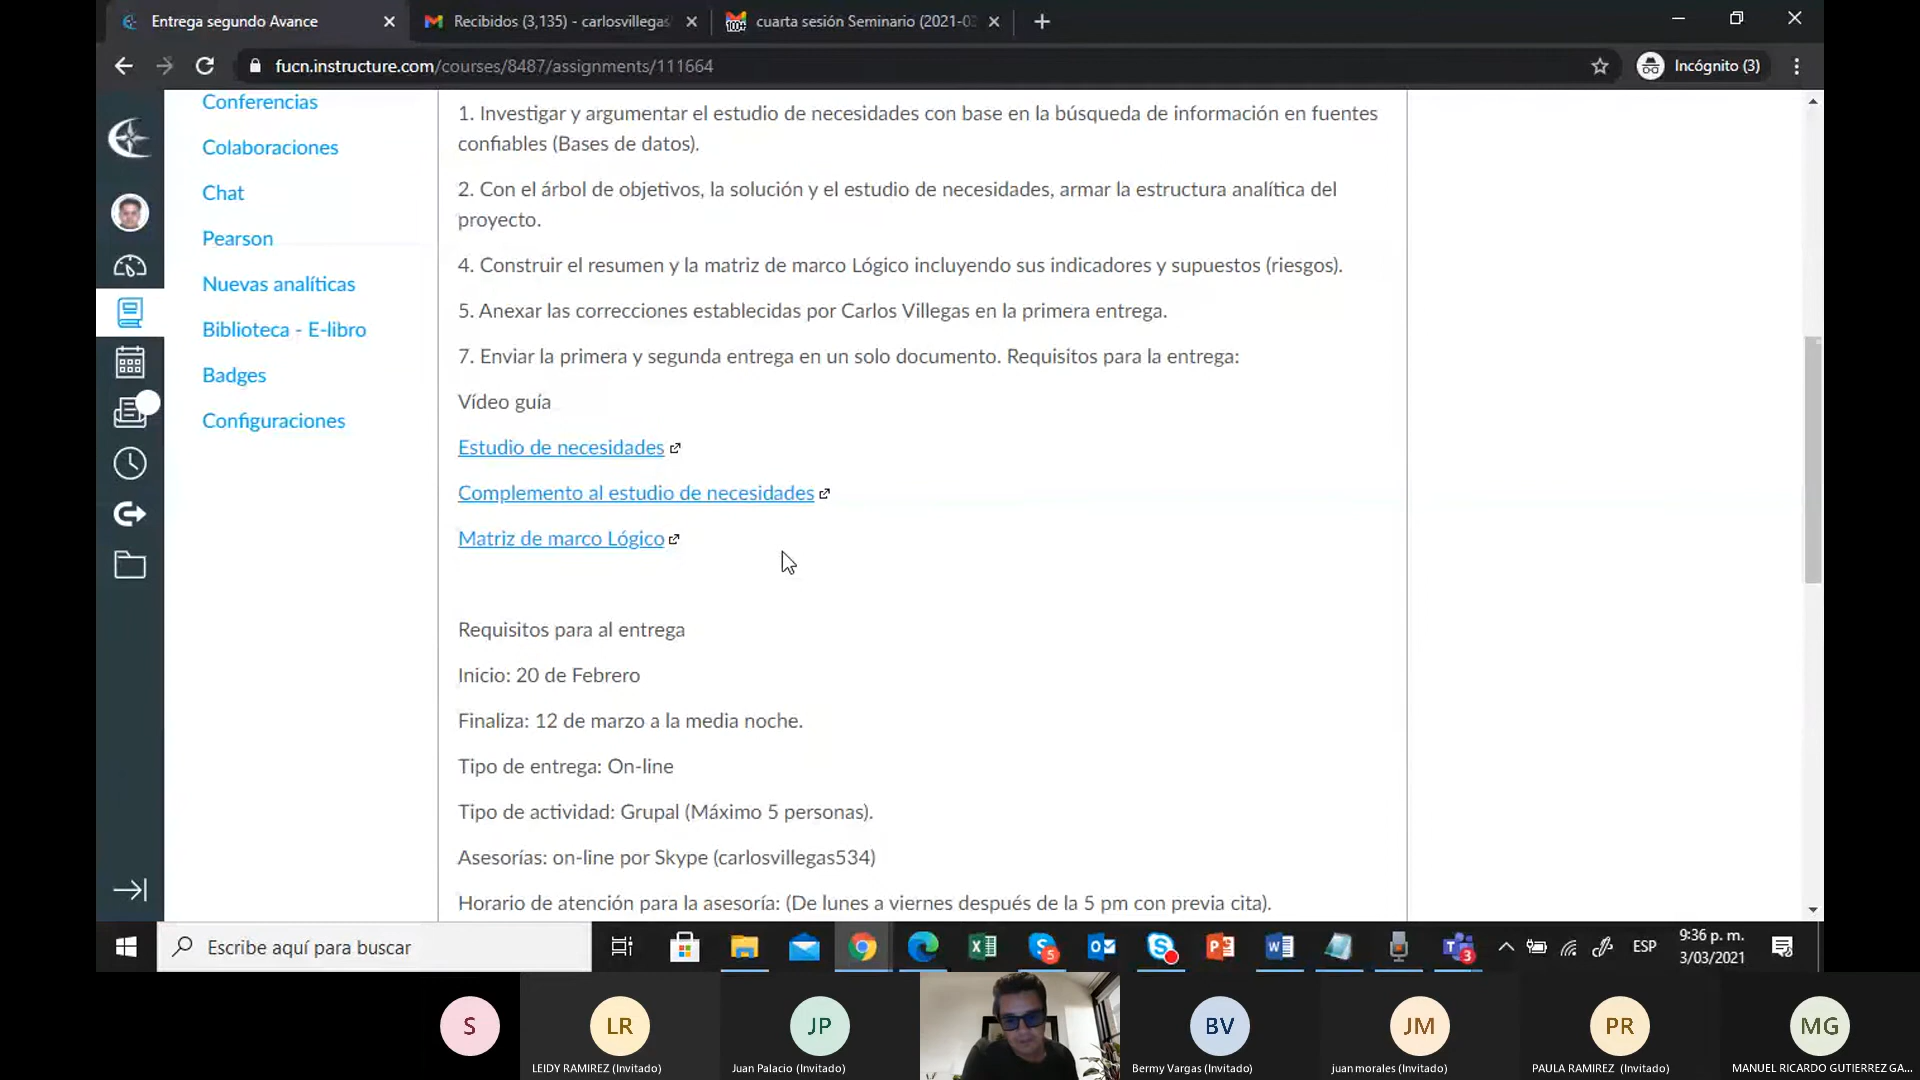 Entrega segundo Avance
Recibidos (3,135) - carlosvillegas
cuarta sesión Seminario (2021-0
fucn.instructure.com/courses/8487/assignments/111664
Incógnito (3)
Conferencias
Colaboraciones
Chat
Pearson
Nuevas analíticas
Biblioteca - E-libro
Badges
Configuraciones
1. Investigar y argumentar el estudio de necesidades con base en la búsqueda de información en fuentes
confiables (Bases de datos).
2. Con el árbol de objetivos, la solución y el estudio de necesidades, armar la estructura analítica del
proyecto.
4. Construir el resumen y la matriz de marco Lógico incluyendo sus indicadores y supuestos (riesgos).
5. Anexar las correcciones establecidas por Carlos Villegas en la primera entrega.
7. Enviar la primera y segunda entrega en un solo documento. Requisitos para la entrega:
Vídeo guía
Estudio de necesidades
Complemento al estudio de necesidades
Matriz de marco Lógico
Requisitos para al entrega
Inicio: 20 de Febrero
Finaliza: 12 de marzo a la media noche.
Tipo de entrega: On-line
Tipo de actividad: Grupal (Máximo 5 personas).
Asesorías: on-line por Skype (carlosvillegas534)
Horario de atención para la asesoría: (De lunes a viernes después de la 5 pm con previa cita).
Escribe aquí para buscar
ESP
9:36 p. m.
3/03/2021
S
LR
JP
BV
JM
PR
MG
LEIDY RAMIREZ (Invitado)
Juan Palacio (Invitado)
Bermy Vargas (Invitado)
juan morales (Invitado)
PAULA RAMIREZ (Invitado)
MANUEL RICARDO GUTIERREZ GA...